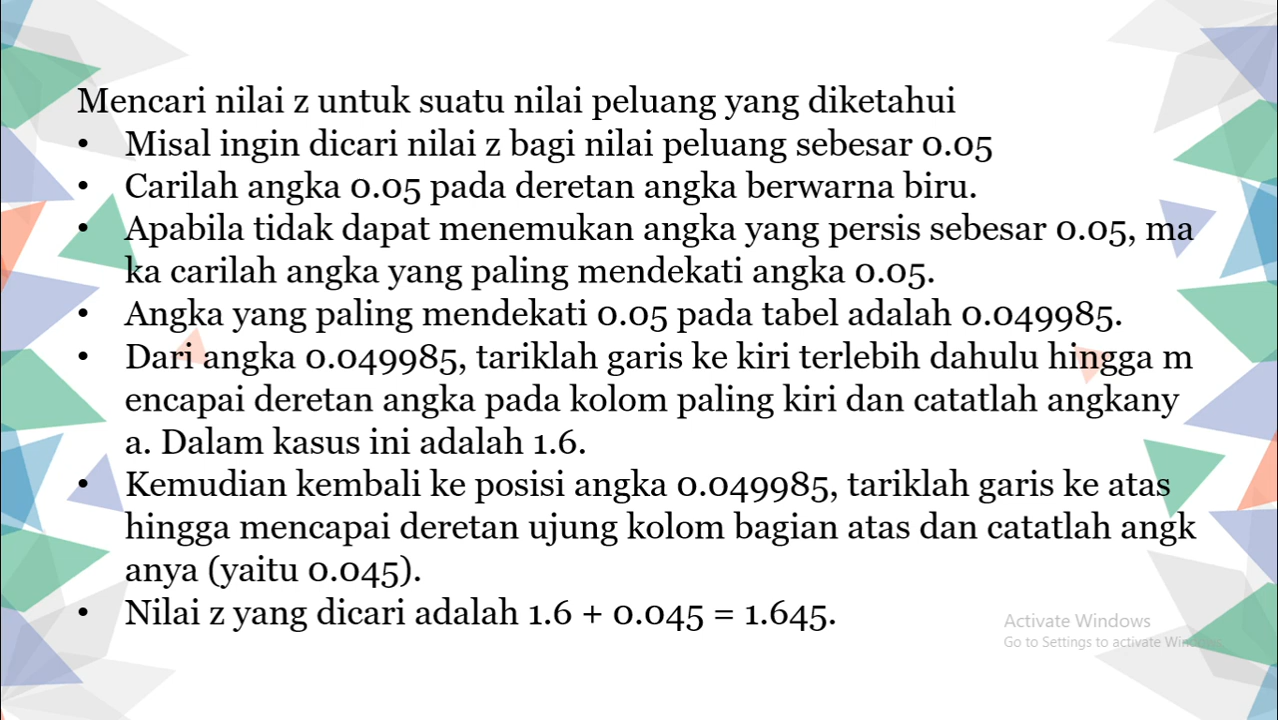 Mencari nilai z untuk suatu nilai peluang yang diketahui
• Misal ingin dicari nilai z bagi nilai peluang sebesar 0.05
• Carilah angka 0.05 pada deretan angka berwarna biru.
• Apabila tidak dapat menemukan angka yang persis sebesar 0.05, ma
ka carilah angka yang paling mendekati angka 0.05.
• Angka yang paling mendekati 0.05 pada tabel adalah 0.049985.
• Dari angka 0.049985, tariklah garis ke kiri terlebih dahulu hingga m
encapai deretan angka pada kolom paling kiri dan catatlah angkany
a. Dalam kasus ini adalah 1.6.
• Kemudian kembali ke posisi angka 0.049985, tariklah garis ke atas
hingga mencapai deretan ujung kolom bagian atas dan catatlah angk
anya (yaitu 0.045).
• Nilai z yang dicari adalah 1.6 + 0.045 = 1.645.
Activate Windows
Go to Settings to activate Windows.